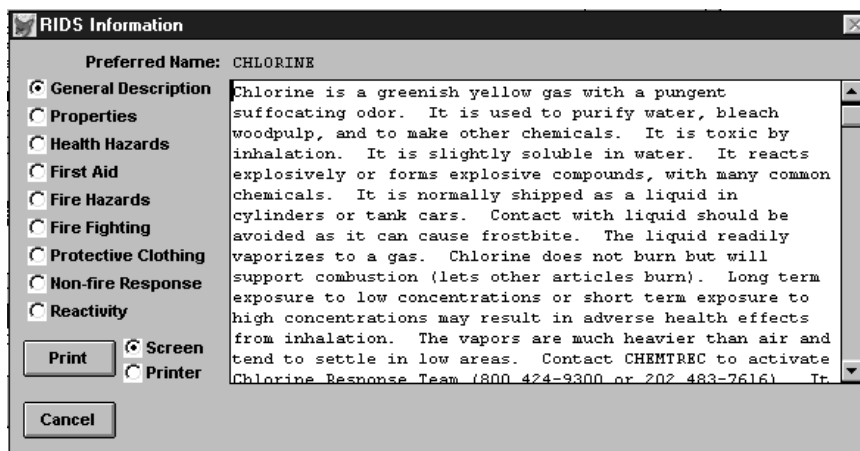 RIDS Information
Preferred Name: CHLORINE
General Description
Properties
Health Hazards
First Aid
Fire Hazards
Fire Fighting
Protective Clothing
Non-fire Response
Reactivity
Print
Screen
Printer
Cancel
Chlorine is a greenish yellow gas with a pungent
suffocating odor.  It is used to purify water, bleach
woodpulp, and to make other chemicals.  It is toxic by
inhalation.  It is slightly soluble in water.  It reacts
explosively or forms explosive compounds, with many common
chemicals.  It is normally shipped as a liquid in
cylinders or tank cars.  Contact with liquid should be
avoided as it can cause frostbite.  The liquid readily
vaporizes to a gas.  Chlorine does not burn but will
support combustion (lets other articles burn).  Long term
exposure to low concentrations or short term exposure to
high concentrations may result in adverse health effects
from inhalation.  The vapors are much heavier than air and
tend to settle in low areas.  Contact CHEMTREC to activate
Chlorine Response Team (800 424-9300 or 202 483-7616)   It